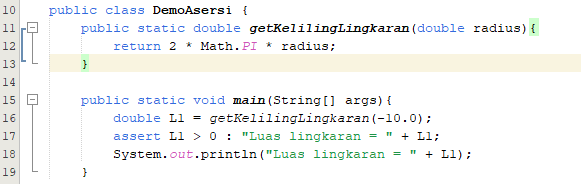 10 public class DemoAsersi {
11 public static double getKelilingLingkaran(double radius){
12 return 2 * Math.PI * radius;
13 }
14
15 public static void main(String[] args){
16 double L1 = getKelilingLingkaran(-10.0);
17 assert L1 > 0 : "Luas lingkaran = " + L1;
18 System.out.println("Luas lingkaran = " + L1);
19 }